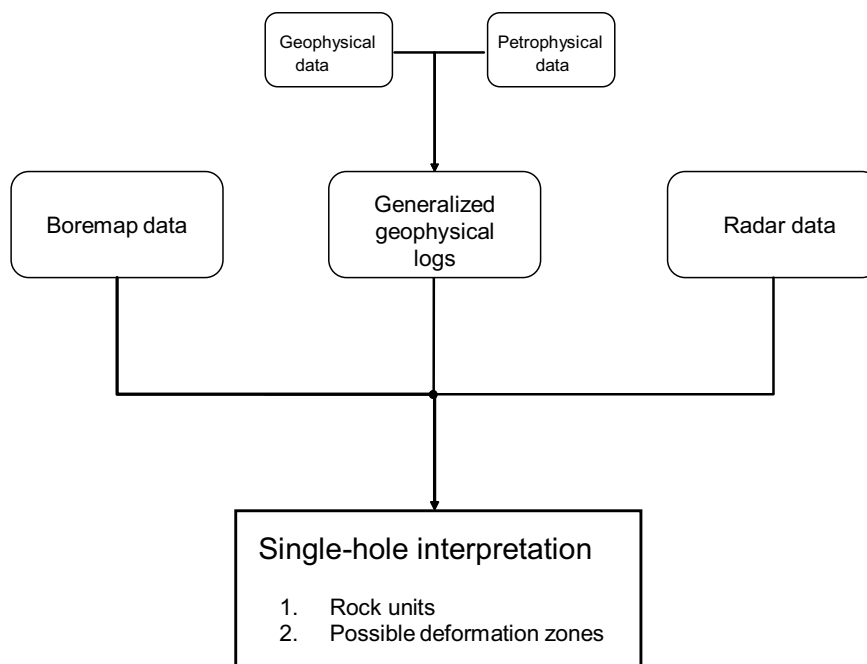 Geophysical
data
Petrophysical
data
Boremap data
Generalized
geophysical
logs
Radar data
Single-hole interpretation
1. Rock units
2. Possible deformation zones